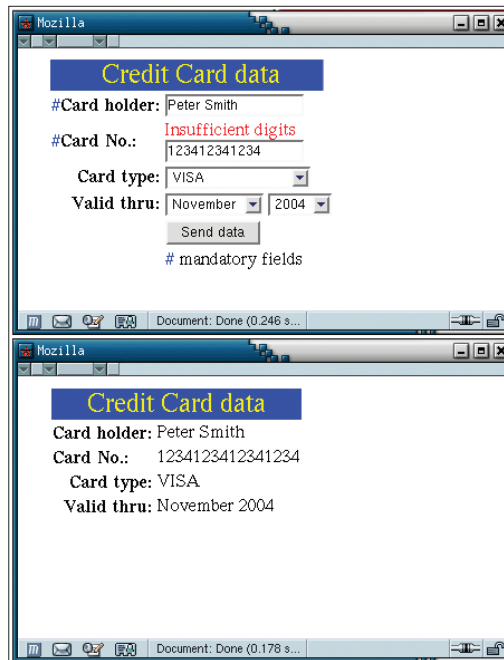 Mozilla
Credit Card data
#Card holder: Peter Smith
Insufficient digits
#Card No.: 123412341234
Card type: VISA
Valid thru: November 2004
Send data
# mandatory fields
Document: Done (0.246 s...
Mozilla
Credit Card data
Card holder: Peter Smith
Card No.: 1234123412341234
Card type: VISA
Valid thru: November 2004
Document: Done (0.178 s...